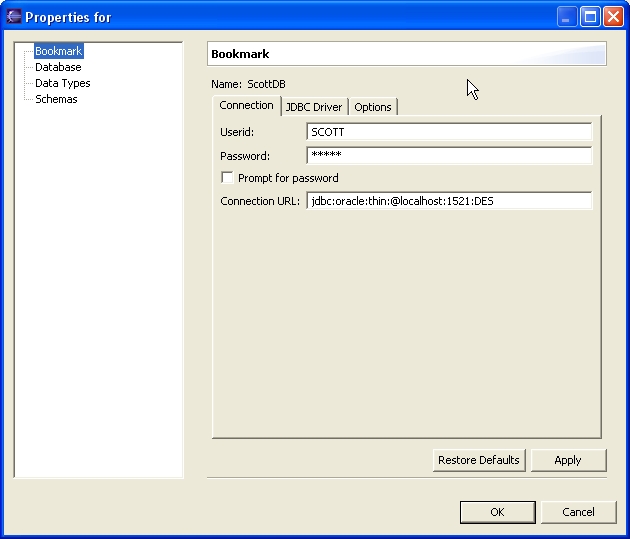 Properties for
Bookmark
Database
Data Types
Schemas
Bookmark
Name: ScottDB
Connection JDBC Driver Options
Userid: SCOTT
Password: *****
Prompt for password
Connection URL: jdbc:oracle:thin:@localhost:1521:DES
Restore Defaults Apply
OK Cancel